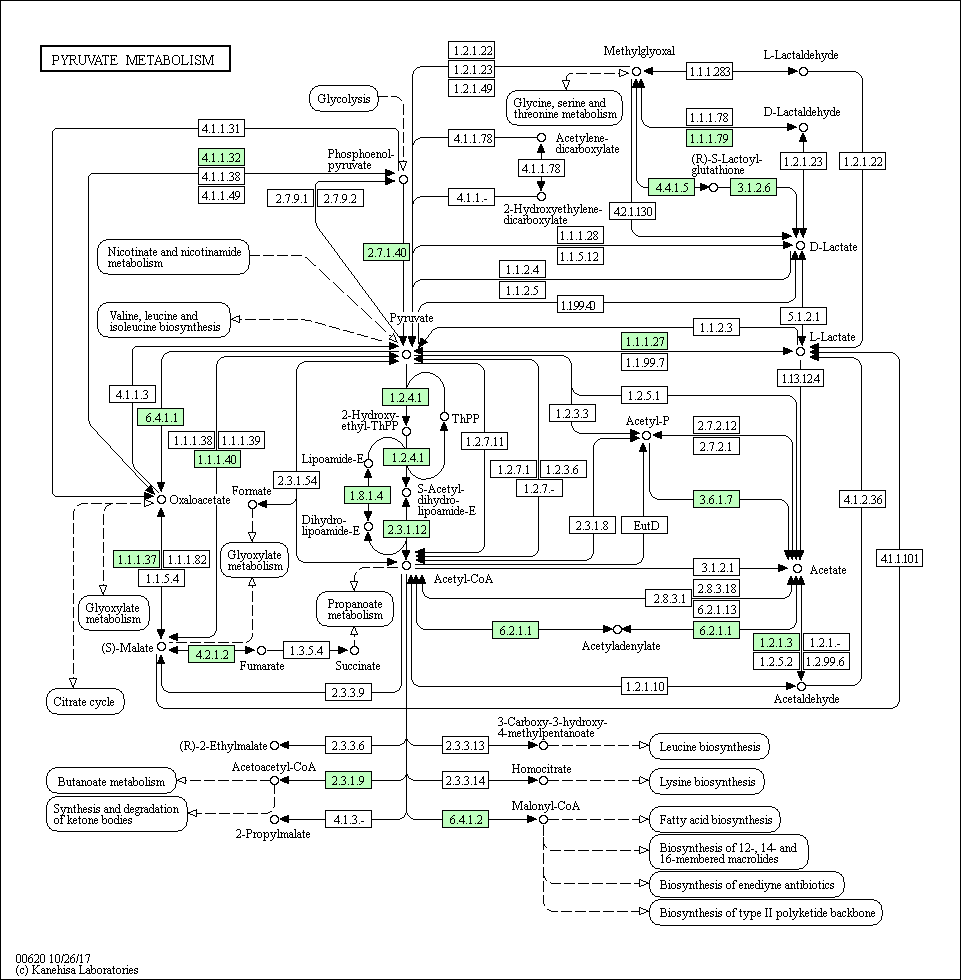 PYRUVATE METABOLISM
1.2.1.22
1.2.1.23
1.2.1.49
Methylglyoxal
1.1.1.283
L-Lactaldehyde
Glycolysis
Glycine, serine and
threonine metabolism
1.1.1.78
1.1.1.79
D-Lactaldehyde
4.1.1.31
4.1.1.32
4.1.1.38
4.1.1.49
Phosphoenol-
pyruvate
4.1.1.78
Acetylene-
dicarboxylate
4.1.1.78
(R)-S-Lactoyl-
glutathione
1.2.1.23
1.2.1.22
2.7.9.1
2.7.9.2
4.1.1.-
2-Hydroxyethylene-
dicarboxylate
4.4.1.5
3.1.2.6
4.2.1.130
Nicotinate and nicotinamide
metabolism
2.7.1.40
1.1.1.28
1.1.5.12
D-Lactate
1.1.2.4
1.1.2.5
1.1.99.40
Valine, leucine and
isoleucine biosynthesis
Pyruvate
1.1.2.3
5.1.2.1
1.1.1.27
1.1.99.7
L-Lactate
1.13.12.4
4.1.1.3
6.4.1.1
1.2.4.1
1.2.5.1
1.2.3.3
2-Hydroxy-
ethyl-ThPP
ThPP
Acetyl-P
2.7.2.12
2.7.2.1
1.1.1.38
1.1.1.39
1.1.1.40
1.2.7.11
Lipoamide-E
1.2.4.1
1.2.7.1
1.2.3.6
1.2.7.-
2.3.1.54
Formate
1.8.1.4
S-Acetyl-
dihydro-
lipoamide-E
3.6.1.7
4.1.2.36
Oxaloacetate
Dihydro-
lipoamide-E
2.3.1.12
2.3.1.8
EutD
Glyoxylate
metabolism
1.1.1.37
1.1.1.82
1.1.5.4
4.1.1.101
Acetyl-CoA
3.1.2.1
Acetate
2.8.3.18
2.8.3.1
6.2.1.13
Glyoxylate
metabolism
Propanoate
metabolism
6.2.1.1
6.2.1.1
Acetyladenylate
(S)-Malate
4.2.1.2
Fumarate
1.3.5.4
Succinate
1.2.1.3
1.2.1.-
1.2.5.2
1.2.99.6
2.3.3.9
1.2.1.10
Acetaldehyde
Citrate cycle
(R)-2-Ethylmalate
2.3.3.6
2.3.3.13
3-Carboxy-3-hydroxy-
4-methylpentanoate
Leucine biosynthesis
Acetoacetyl-CoA
Butanoate metabolism
2.3.1.9
2.3.3.14
Homocitrate
Lysine biosynthesis
Synthesis and degradation
of ketone bodies
2-Propylmalate
4.1.3.-
6.4.1.2
Malonyl-CoA
Fatty acid biosynthesis
Biosynthesis of 12-, 14- and
16-membered macrolides
Biosynthesis of enediyne antibiotics
Biosynthesis of type II polyketide backbone
00620 10/26/17
(c) Kanehisa Laboratories